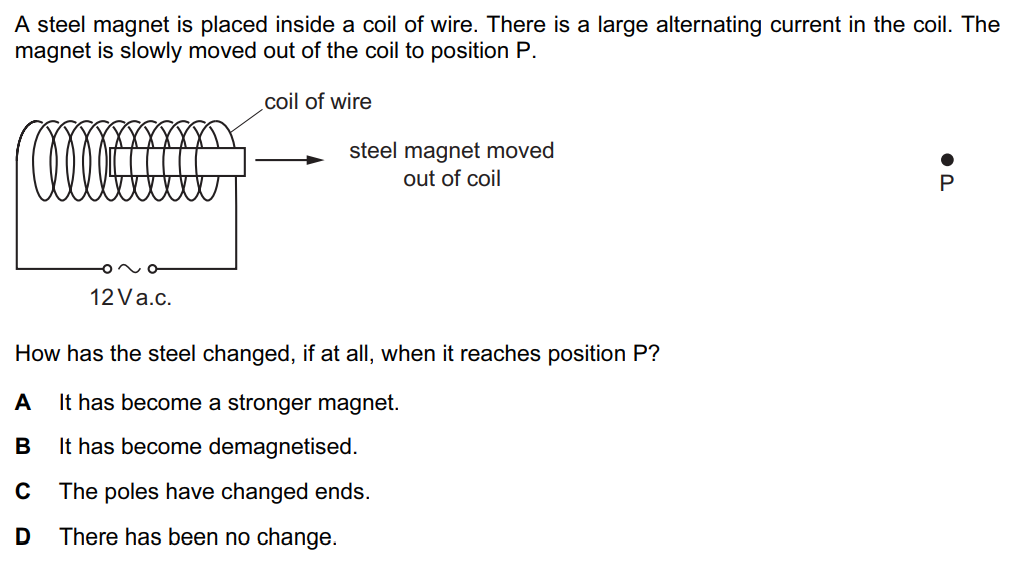 A steel magnet is placed inside a coil of wire. There is a large alternating current in the coil. The
magnet is slowly moved out of the coil to position P.
coil of wire
steel magnet moved
out of coil
P
12 V a.c.
How has the steel changed, if at all, when it reaches position P?
A It has become a stronger magnet.
B It has become demagnetised.
C The poles have changed ends.
D There has been no change.